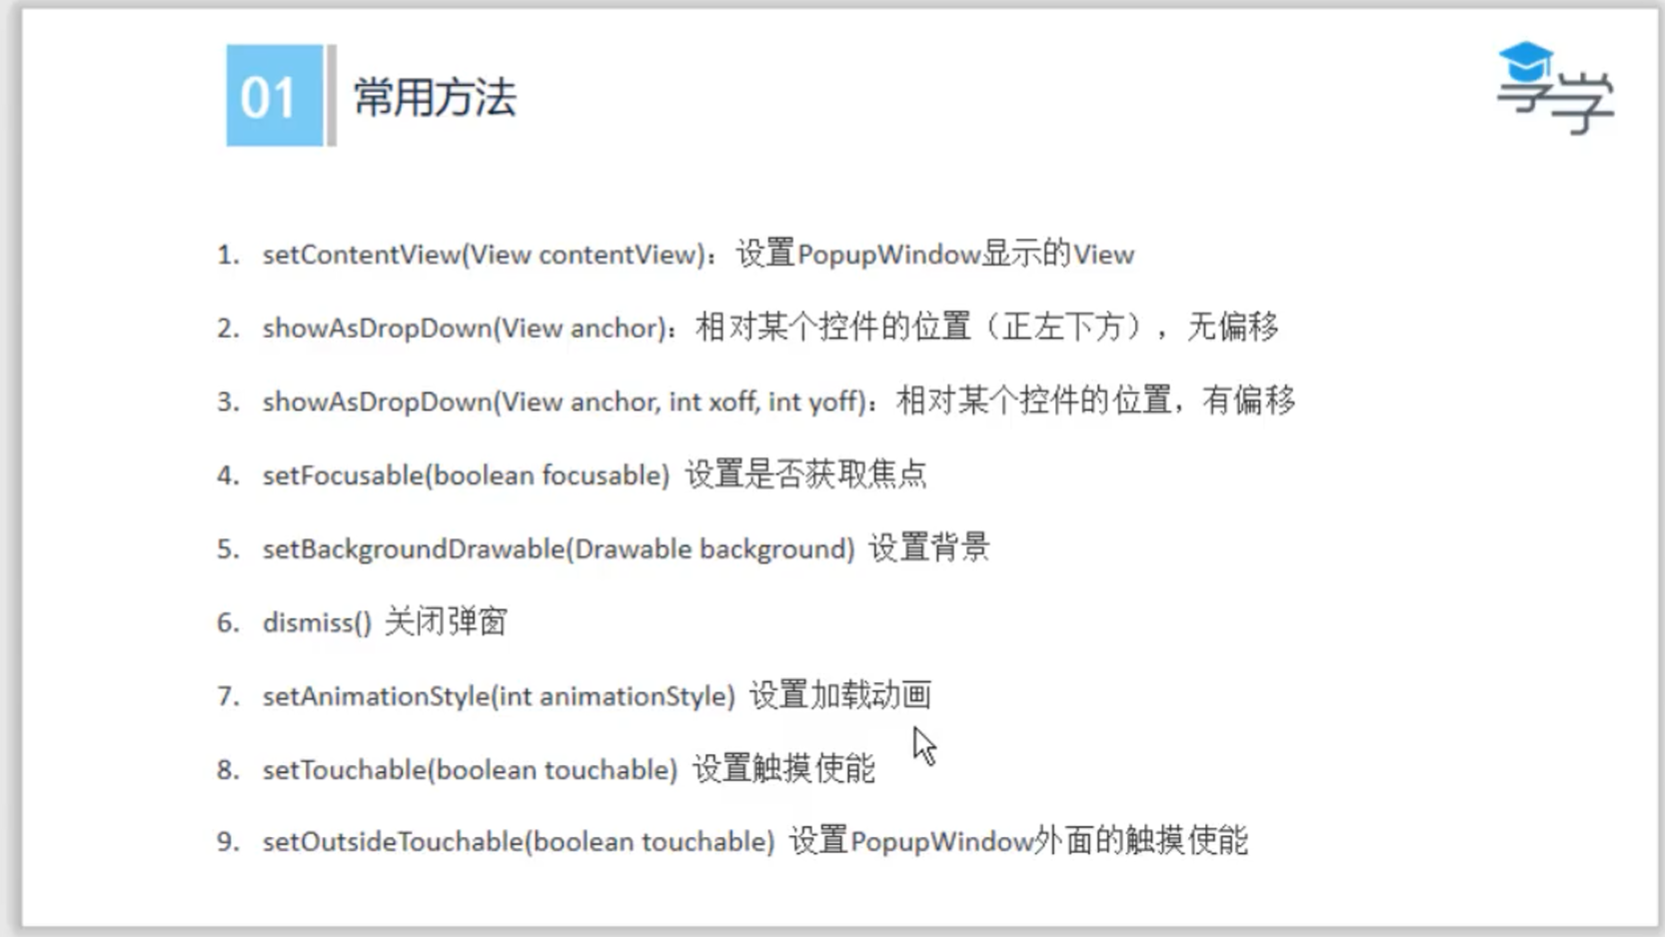 01
常用方法
享学
1. setContentView(View contentView)：设置PopupWindow显示的View
2. showAsDropDown(View anchor)：相对某个控件的位置（正左下方），无偏移
3. showAsDropDown(View anchor, int xoff, int yoff)：相对某个控件的位置，有偏移
4. setFocusable(boolean focusable) 设置是否获取焦点
5. setBackgroundDrawable(Drawable background) 设置背景
6. dismiss() 关闭弹窗
7. setAnimationStyle(int animationStyle) 设置加载动画
8. setTouchable(boolean touchable) 设置触摸使能
9. setOutsideTouchable(boolean touchable) 设置PopupWindow外面的触摸使能